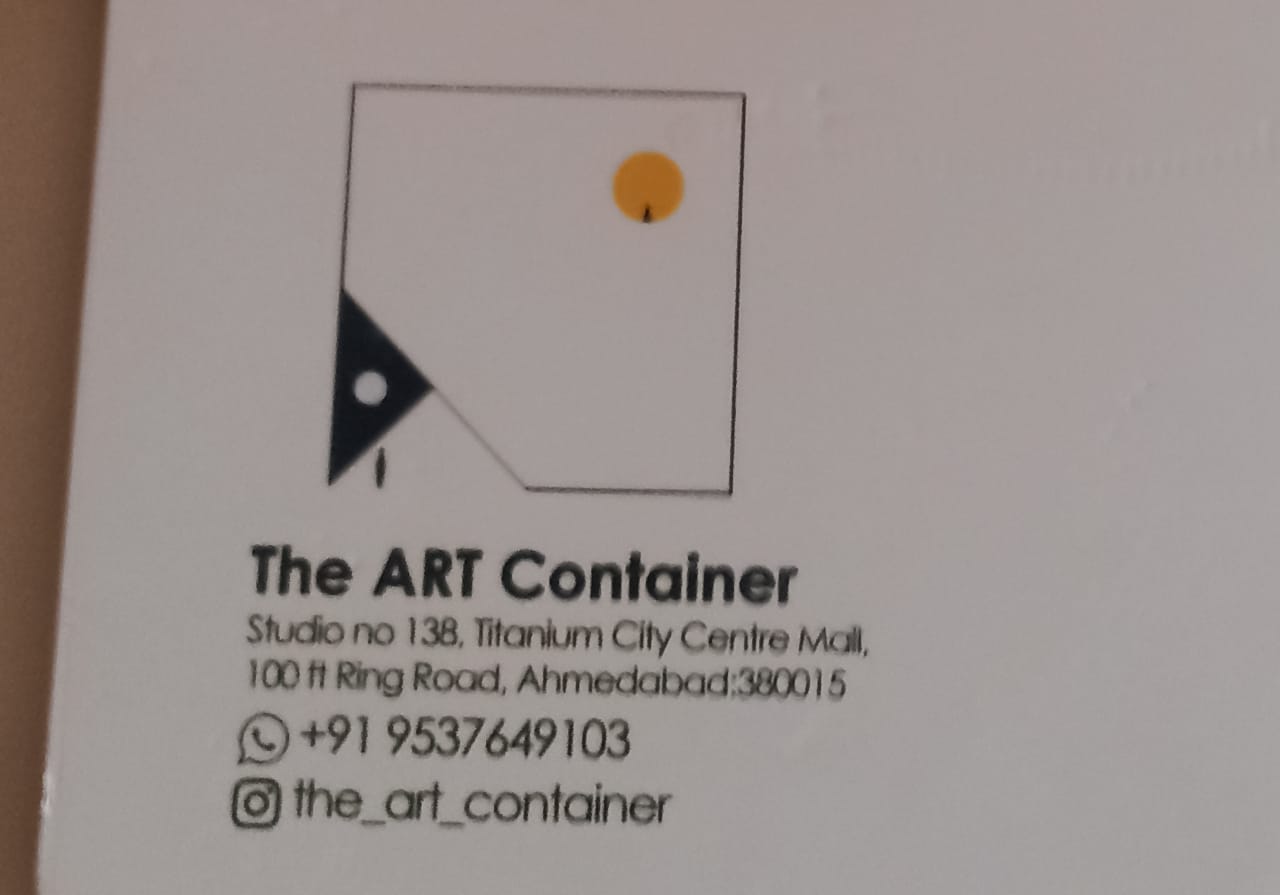 The ART Container
Studio no 138, Titanium City Centre Mall,
100 ft Ring Road, Ahmedabad:380015
+91 9537649103
the_art_container